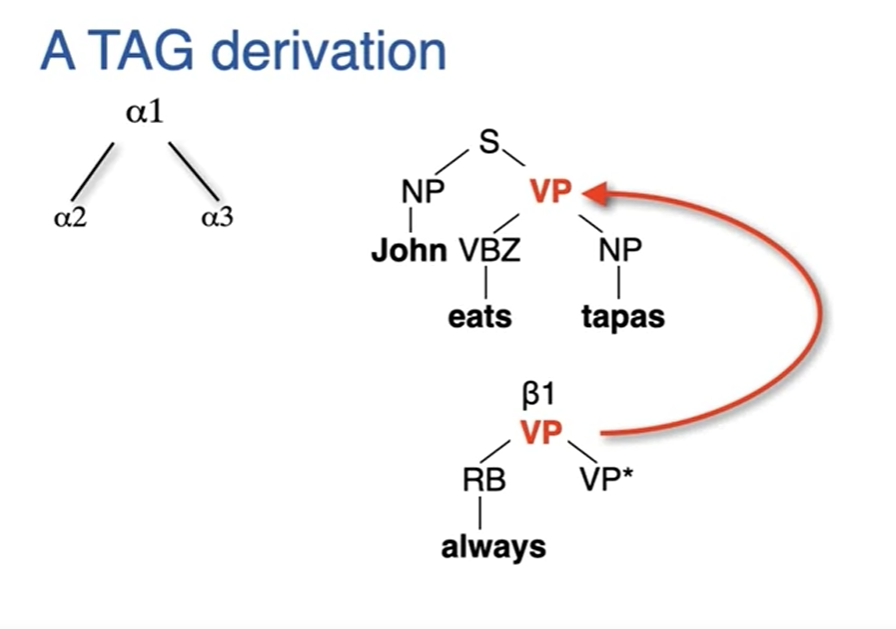 A TAG derivation
α1
α2 α3
S
NP VP
John VBZ NP
eats tapas
β1
VP
RB VP*
always